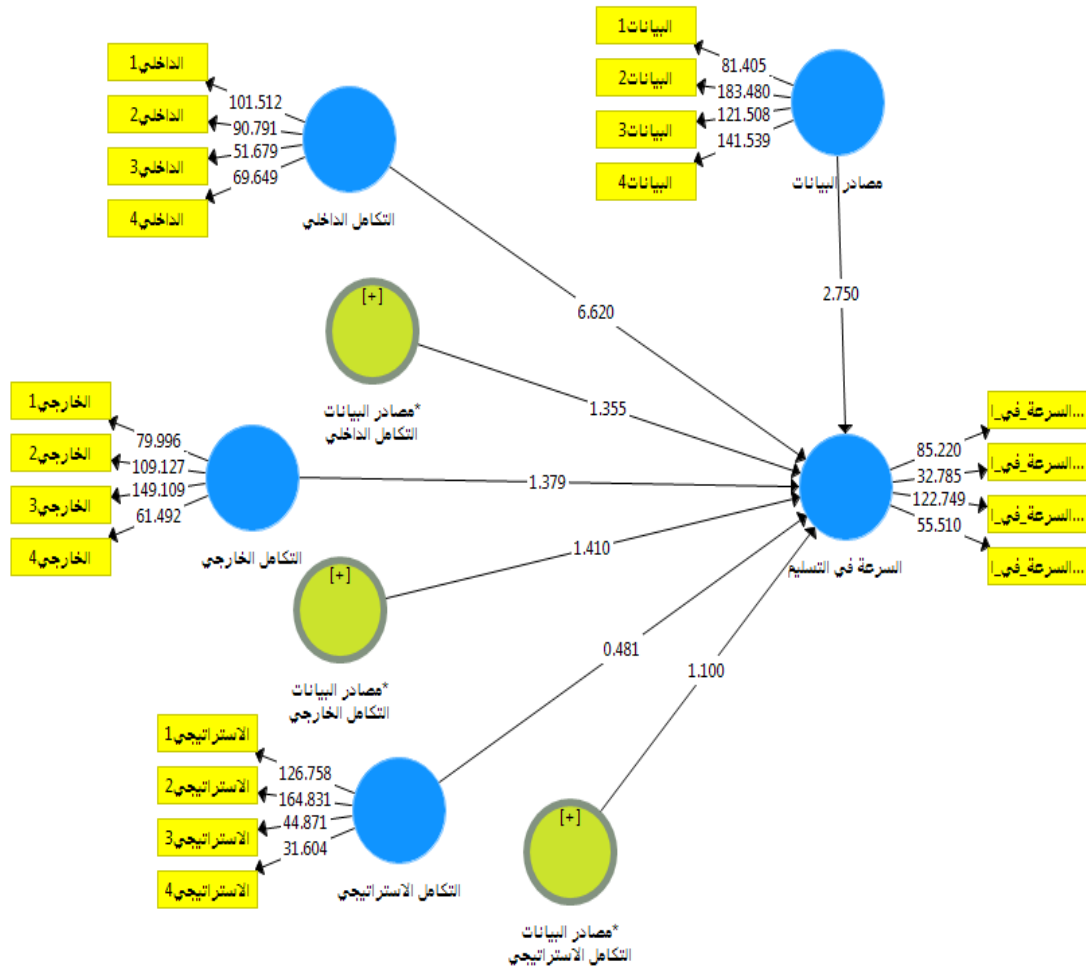 البيانات1
81.405
البيانات2
183.480
البيانات3
121.508
البيانات4
141.539
مصادر البيانات
2.750
الداخلي1
101.512
الداخلي2
90.791
الداخلي3
51.679
الداخلي4
69.649
التكامل الداخلي
6.620
[+]
مصادر البيانات*
التكامل الداخلي
1.355
الخارجي1
79.996
الخارجي2
109.127
الخارجي3
149.109
الخارجي4
61.492
التكامل الخارجي
1.379
السرعة_في_ا...
85.220
السرعة_في_ا...
32.785
السرعة_في_ا...
122.749
السرعة_في_ا...
55.510
السرعة في التسليم
[+]
مصادر البيانات*
التكامل الخارجي
1.410
الاستراتيجي1
126.758
الاستراتيجي2
164.831
الاستراتيجي3
44.871
الاستراتيجي4
31.604
التكامل الاستراتيجي
0.481
[+]
مصادر البيانات*
التكامل الاستراتيجي
1.100